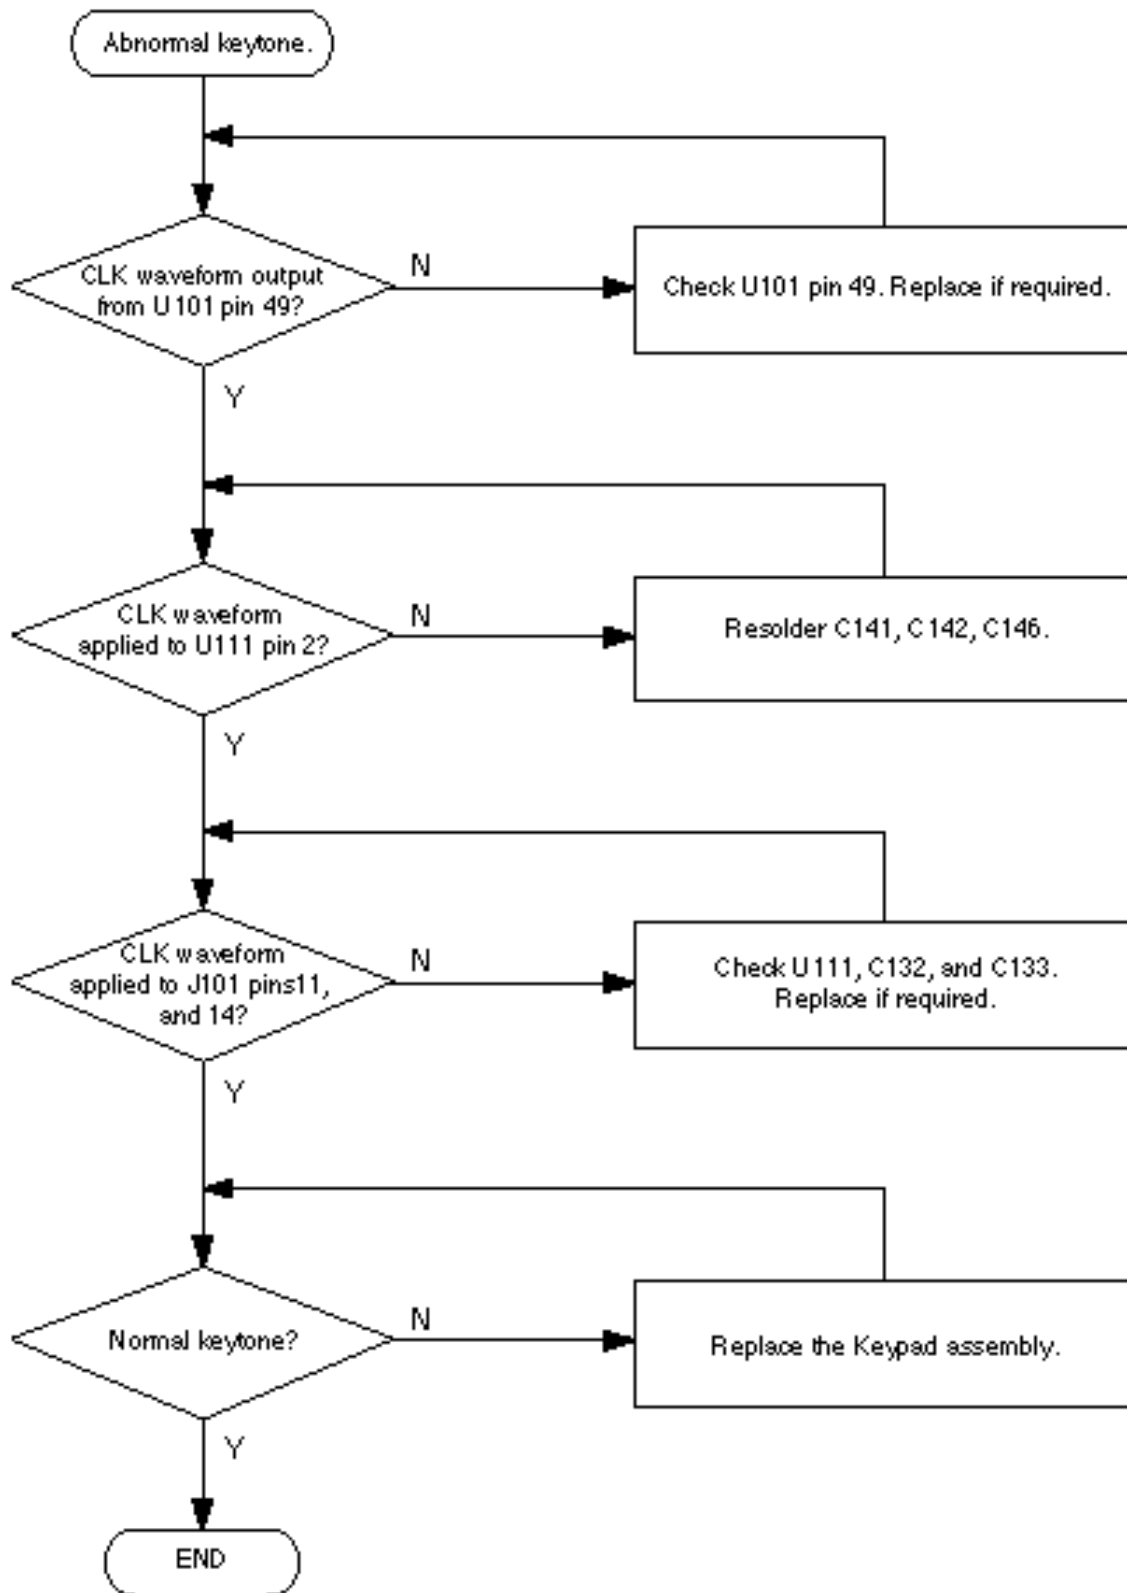 Abnormal keytone.
CLK waveform output
from U101 pin 49?
N
Check U101 pin 49. Replace if required.
Y
CLK waveform
applied to U111 pin 2?
N
Resolder C141, C142, C146.
Y
CLK waveform
applied to J101 pins11,
and 14?
N
Check U111, C132, and C133.
Replace if required.
Y
Normal keytone?
N
Replace the Keypad assembly.
Y
END